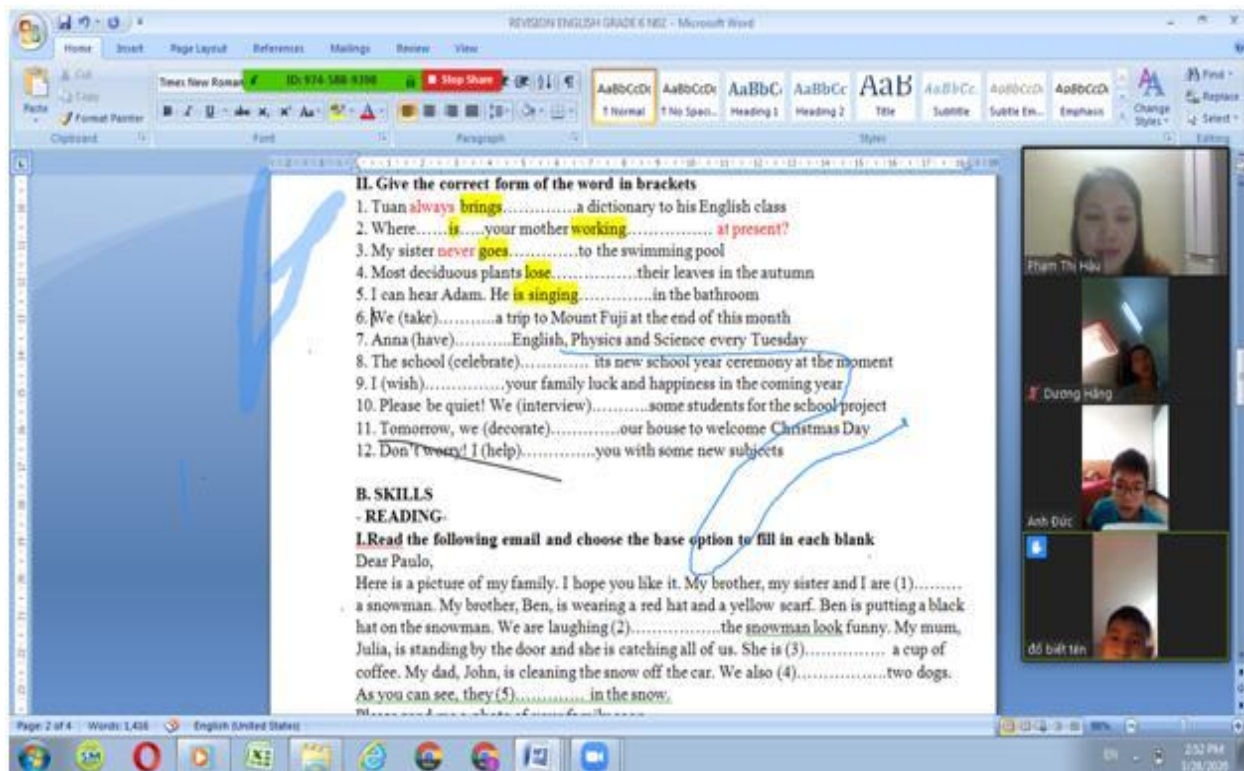 REVISION ENGLISH GRADE 6 N02 - Microsoft Word
Home Insert Page Layout References Mailings Review View
Cut
Copy
Paste
Format Painter
Times New Roman
ID: 974-588-9398
Stop Share
AaBbCcDc AaBbCcDc AaBbC AaBbCc AaB AaBbCc. AaBbCcDc AaBbCcDc
¶ Normal ¶ No Spaci... Heading 1 Heading 2 Title Subtitle Subtle Em... Emphasis
Change Styles
Find
Replace
Select
Clipboard Font Paragraph Styles Editing
II. Give the correct form of the word in brackets
1. Tuan always brings.............a dictionary to his English class
2. Where......is.....your mother working................ at present?
3. My sister never goes.............to the swimming pool
4. Most deciduous plants lose................their leaves in the autumn
5. I can hear Adam. He is singing.............in the bathroom
6. We (take)...........a trip to Mount Fuji at the end of this month
7. Anna (have)...........English, Physics and Science every Tuesday
8. The school (celebrate)............. its new school year ceremony at the moment
9. I (wish)...............your family luck and happiness in the coming year
10. Please be quiet! We (interview)...........some students for the school project
11. Tomorrow, we (decorate).............our house to welcome Christmas Day
12. Don't worry! I (help)..............you with some new subjects
B. SKILLS
- READING-
I.Read the following email and choose the base option to fill in each blank
Dear Paulo,
Here is a picture of my family. I hope you like it. My brother, my sister and I are (1).........
a snowman. My brother, Ben, is wearing a red hat and a yellow scarf. Ben is putting a black
hat on the snowman. We are laughing (2).................the snowman look funny. My mum,
Julia, is standing by the door and she is catching all of us. She is (3)............... a cup of
coffee. My dad, John, is cleaning the snow off the car. We also (4)..................two dogs.
As you can see, they (5)............. in the snow.
Please send me a photo of your family soon
Phạm Thị Hậu
Dương Hằng
Anh Đức
đố biết tên
Page: 2 of 4 Words: 1,416 English (United States)
EN
2:52 PM